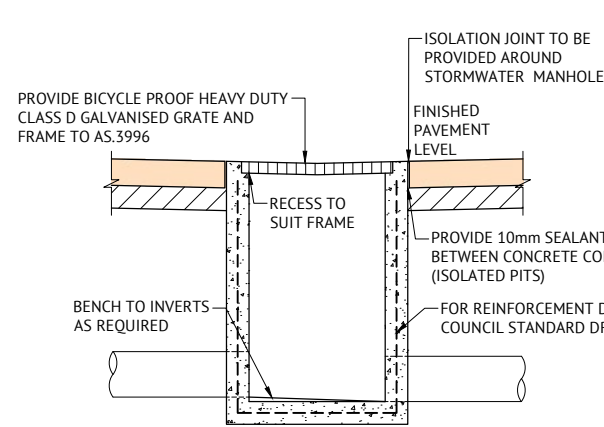 ISOLATION JOINT TO BE
PROVIDED AROUND
STORMWATER MANHOLE
PROVIDE BICYCLE PROOF HEAVY DUTY
CLASS D GALVANISED GRATE AND
FRAME TO AS.3996
FINISHED
PAVEMENT
LEVEL
RECESS TO
SUIT FRAME
PROVIDE 10mm SEALANT
BETWEEN CONCRETE
(ISOLATED PITS)
BENCH TO INVERTS
AS REQUIRED
FOR REINFORCEMENT
COUNCIL STANDARD